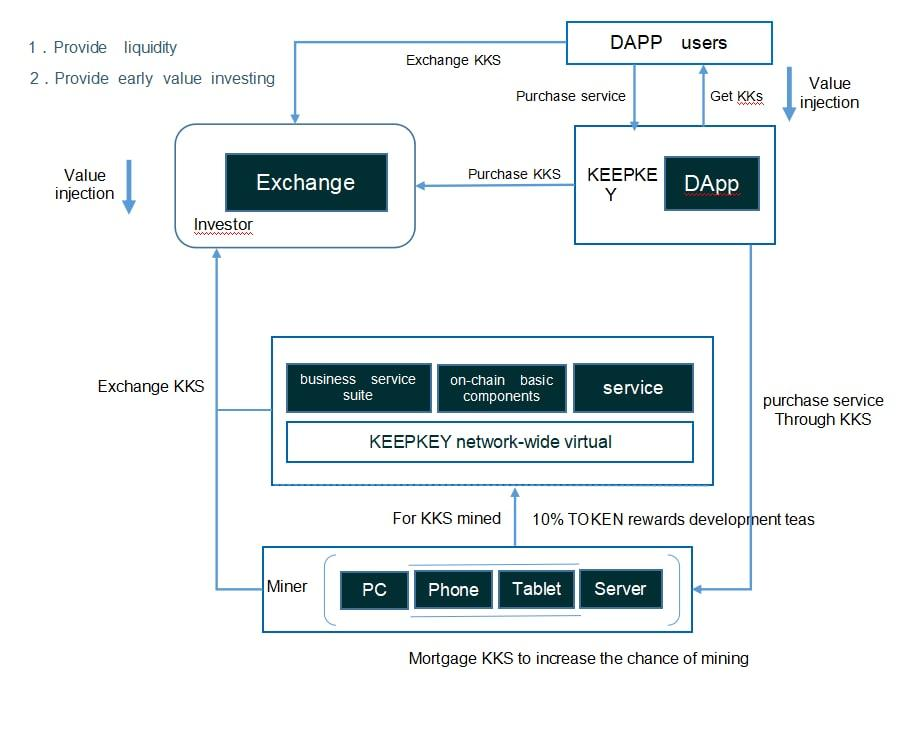 1 . Provide liquidity
2 . Provide early value investing
DAPP users
Exchange KKS
Purchase service
Get KKs
Value
injection
Value
injection
Exchange
Investor
Purchase KKS
KEEPKE
Y
DApp
Exchange KKS
business service
suite
on-chain basic
components
service
KEEPKEY network-wide virtual
purchase service
Through KKS
For KKS mined
10% TOKEN rewards development teas
Miner
PC
Phone
Tablet
Server
Mortgage KKS to increase the chance of mining